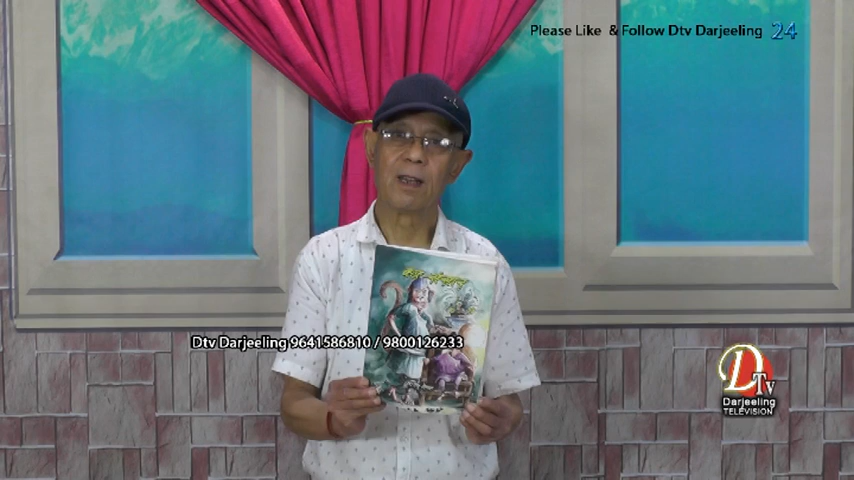 Please Like & Follow Dtv Darjeeling 24
Dtv Darjeeling 9641586810 / 9800126233
DTv
Darjeeling
TELEVISION